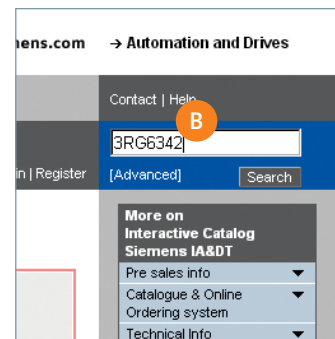 nens.com → Automation and Drives
Contact | Help
B
3RG6342
in | Register [Advanced] Search
More on
Interactive Catalog
Siemens IA&DT
Pre sales info
Catalogue & Online
Ordering system
Technical Info